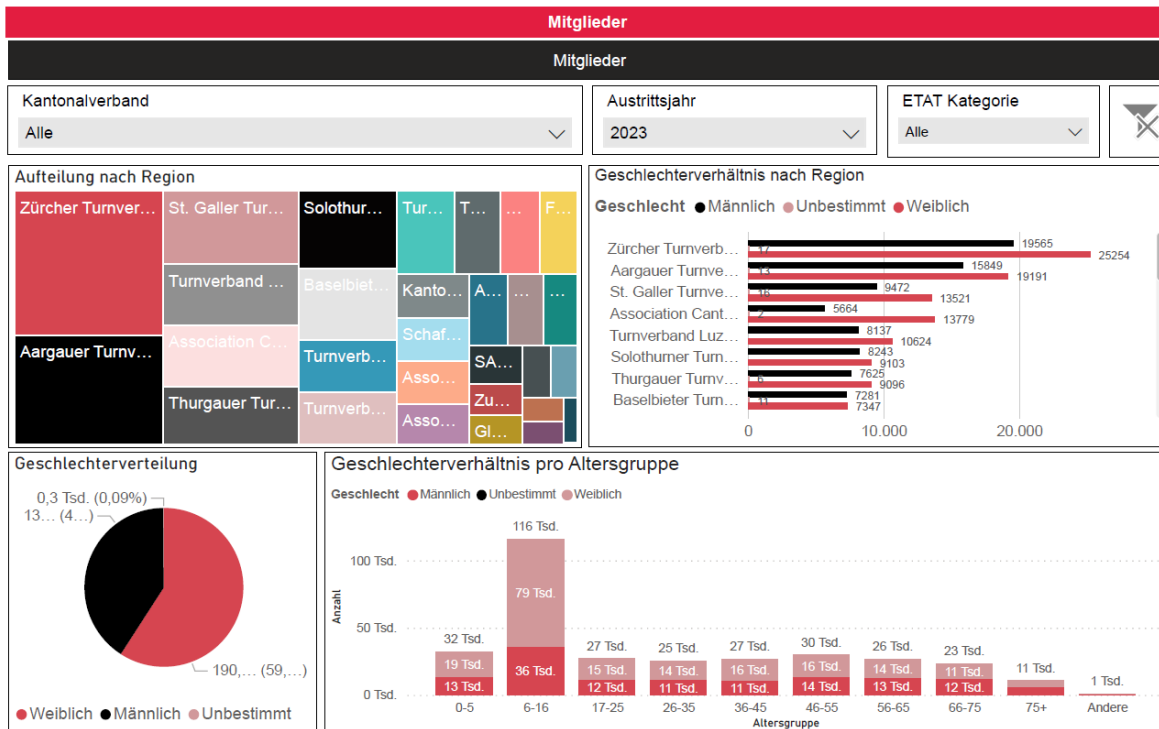 Mitglieder
Mitglieder
Kantonalverband
Alle
Austrittsjahr
2023
ETAT Kategorie
Alle
Aufteilung nach Region
Zürcher Turnver...
Aargauer Turnv...
St. Galler Tur...
Turnverband ...
Association C...
Thurgauer Tur...
Solothur...
Baselbiet...
Turnverb...
Turnverb...
Tur...
T...
...
F...
Kanto...
A...
...
...
Schaf...
Asso...
Asso...
SA...
Zu...
Gl...
Geschlechterverhältnis nach Region
Geschlecht Männlich Unbestimmt Weiblich
Zürcher Turnverb... 19565
17
25254
Aargauer Turnve... 15849
13
19191
St. Galler Turnve... 9472
16
13521
Association Cant... 5664
2
13779
Turnverband Luz... 8137
10624
Solothurner Turn... 8243
9103
Thurgauer Turnv... 7625
6
9096
Baselbieter Turn... 7281
11
7347
0 10.000 20.000
Geschlechterverteilung
0,3 Tsd. (0,09%)
13... (4...)
190,... (59,...)
Weiblich Männlich Unbestimmt
Geschlechterverhältnis pro Altersgruppe
Geschlecht Männlich Unbestimmt Weiblich
Anzahl
100 Tsd.
50 Tsd.
0 Tsd.
32 Tsd. 116 Tsd. 27 Tsd. 25 Tsd. 27 Tsd. 30 Tsd. 26 Tsd. 23 Tsd. 11 Tsd. 1 Tsd.
19 Tsd. 79 Tsd. 15 Tsd. 14 Tsd. 16 Tsd. 16 Tsd. 14 Tsd. 11 Tsd.
13 Tsd. 36 Tsd. 12 Tsd. 11 Tsd. 11 Tsd. 14 Tsd. 13 Tsd. 12 Tsd.
0-5 6-16 17-25 26-35 36-45 46-55 56-65 66-75 75+ Andere
Altersgruppe